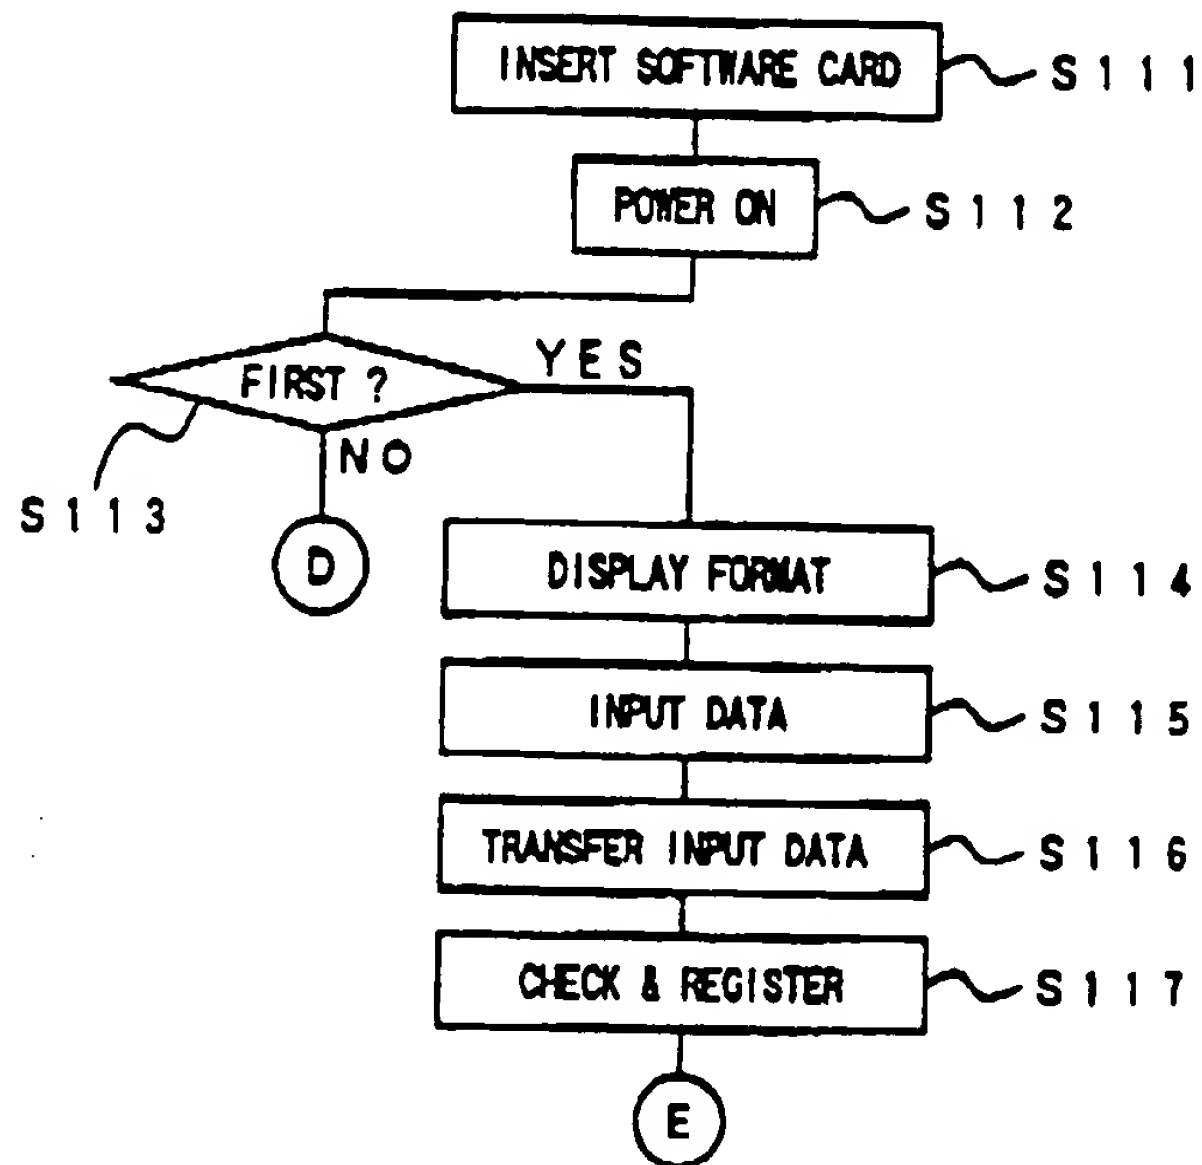 INSERT SOFTWARE CARD S111
POWER ON S112
FIRST ? YES
NO
S113
D
DISPLAY FORMAT S114
INPUT DATA S115
TRANSFER INPUT DATA S116
CHECK & REGISTER S117
E